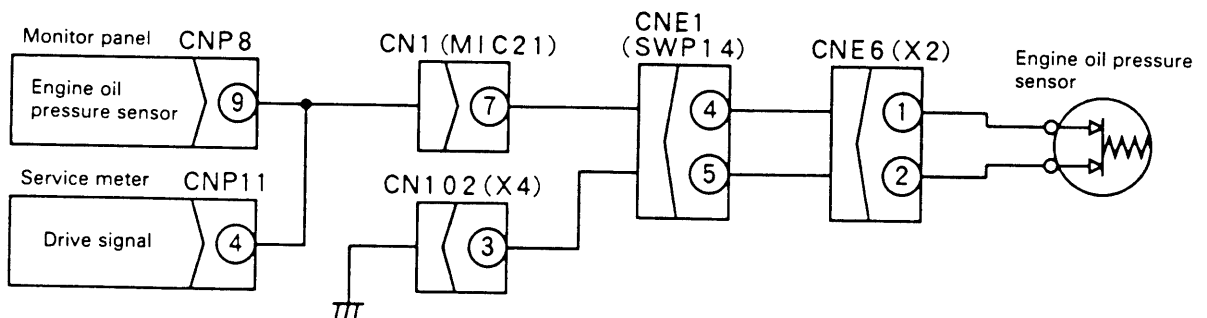 Monitor panel CNP8
Engine oil
pressure sensor
9
CN1(MIC21)
7
CNE1
(SWP14)
4
5
CNE6(X2)
1
2
Engine oil pressure
sensor
Service meter CNP11
Drive signal
4
CN102(X4)
3